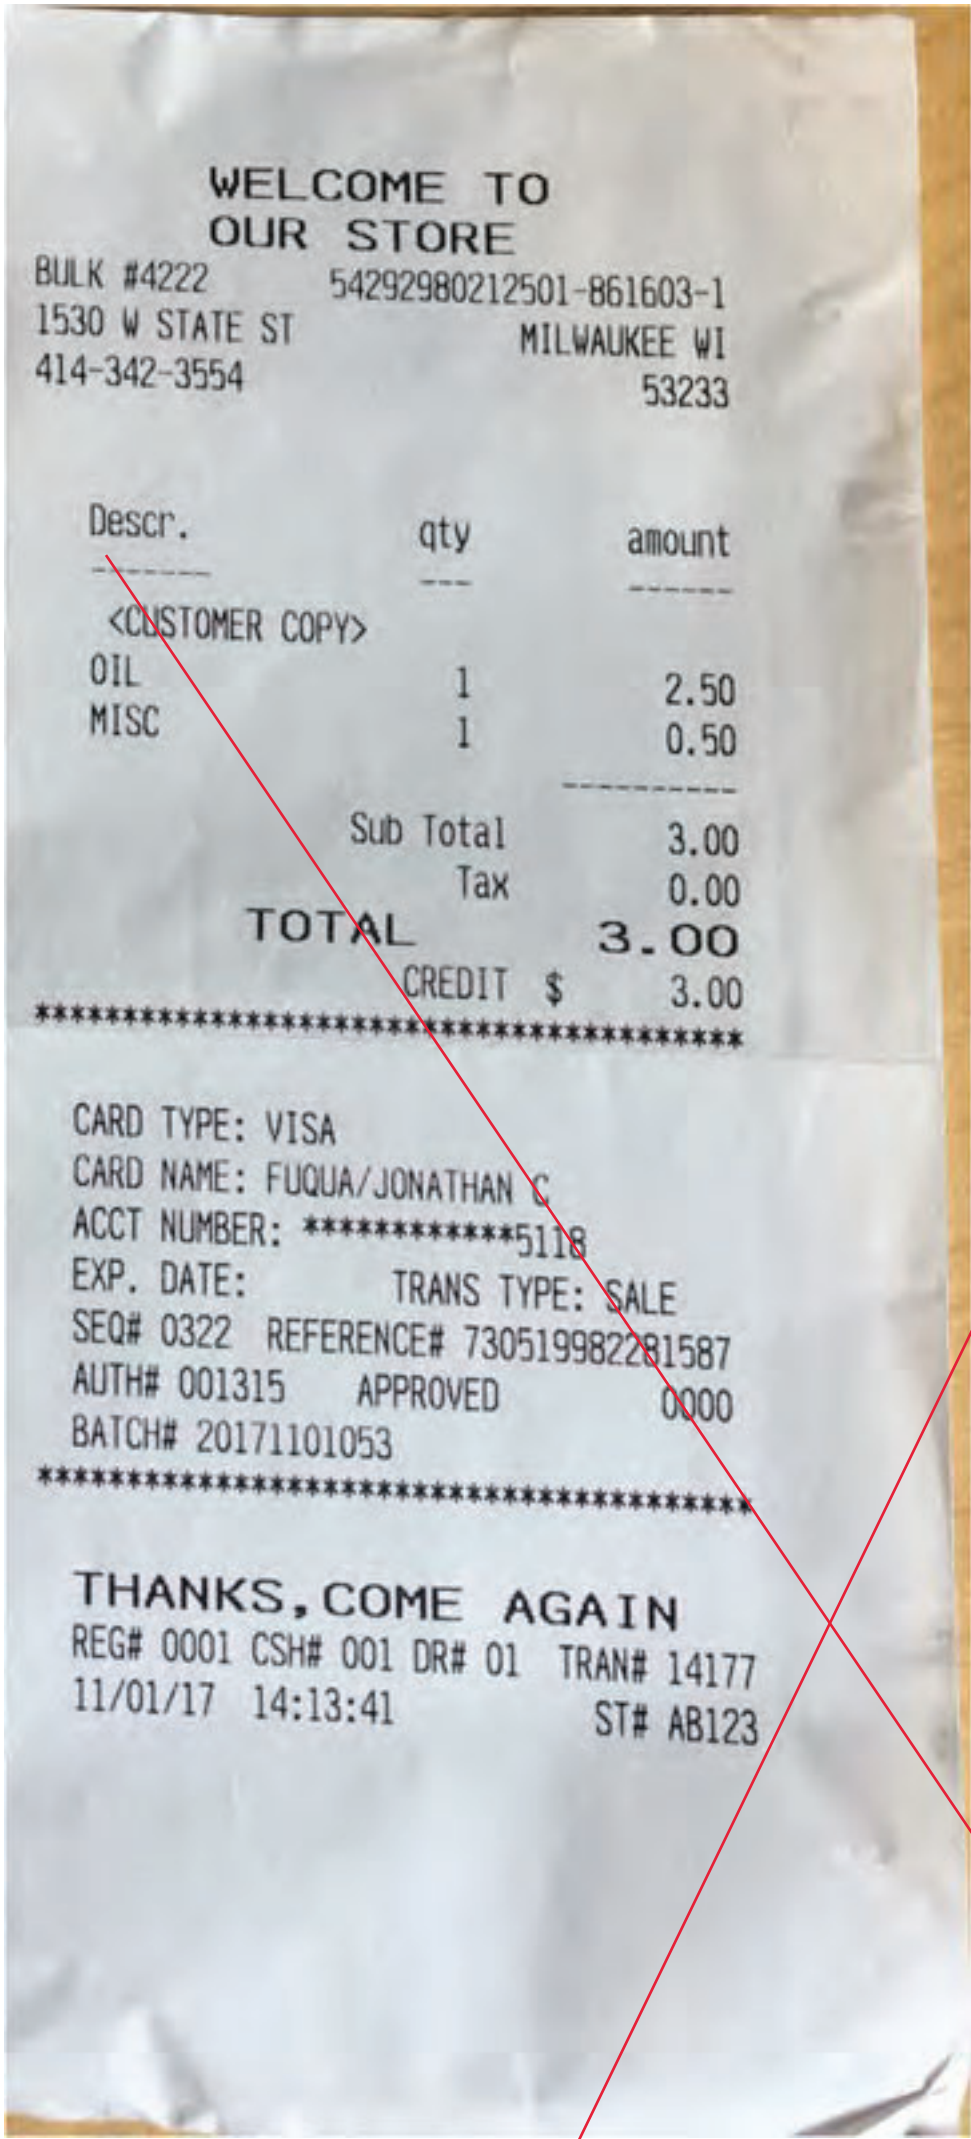 WELCOME TO
OUR STORE
BULK #4222 54292980212501-861603-1
1530 W STATE ST MILWAUKEE WI
414-342-3554 53233
Descr. qty amount
------- --- ------
<CUSTOMER COPY>
OIL 1 2.50
MISC 1 0.50
----------
Sub Total 3.00
Tax 0.00
TOTAL 3.00
CREDIT $ 3.00
****************************************
CARD TYPE: VISA
CARD NAME: FUQUA/JONATHAN C
ACCT NUMBER: ************5118
EXP. DATE: TRANS TYPE: SALE
SEQ# 0322 REFERENCE# 730519982281587
AUTH# 001315 APPROVED 0000
BATCH# 20171101053
****************************************
THANKS,COME AGAIN
REG# 0001 CSH# 001 DR# 01 TRAN# 14177
11/01/17 14:13:41 ST# AB123